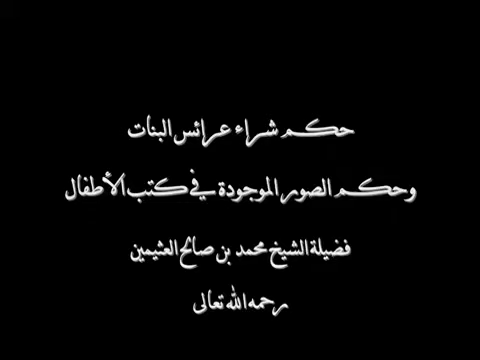 حكم شراء عرائس البنات
وحكم الصور الموجودة في كتب الأطفال
فضيلة الشيخ محمد بن صالح العثيمين
رحمه الله تعالى